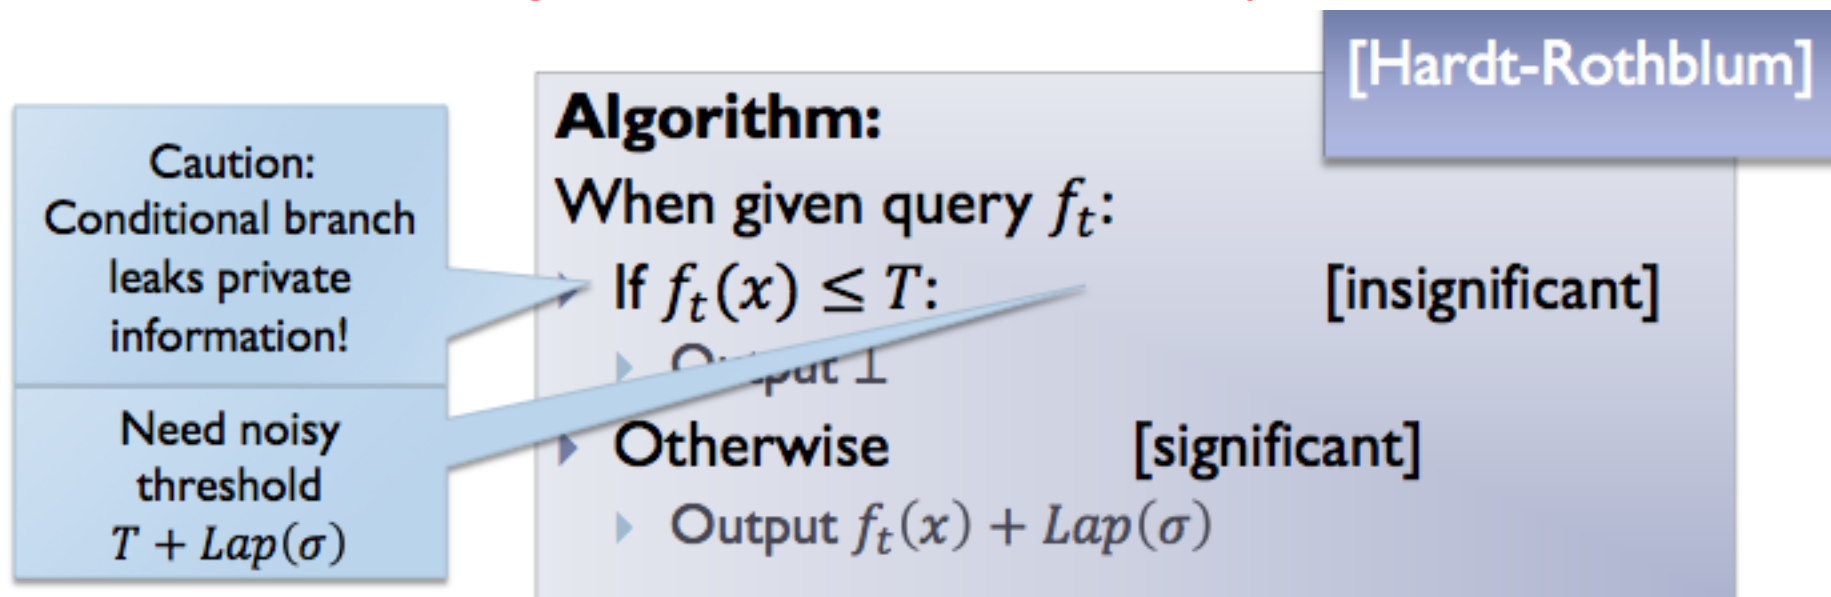 [Hardt-Rothblum]
Caution:
Conditional branch
leaks private
information!
Need noisy
threshold
T + Lap(σ)
Algorithm:
When given query f_t:
If f_t(x) ≤ T: [insignificant]
Output ⊥
Otherwise [significant]
Output f_t(x) + Lap(σ)